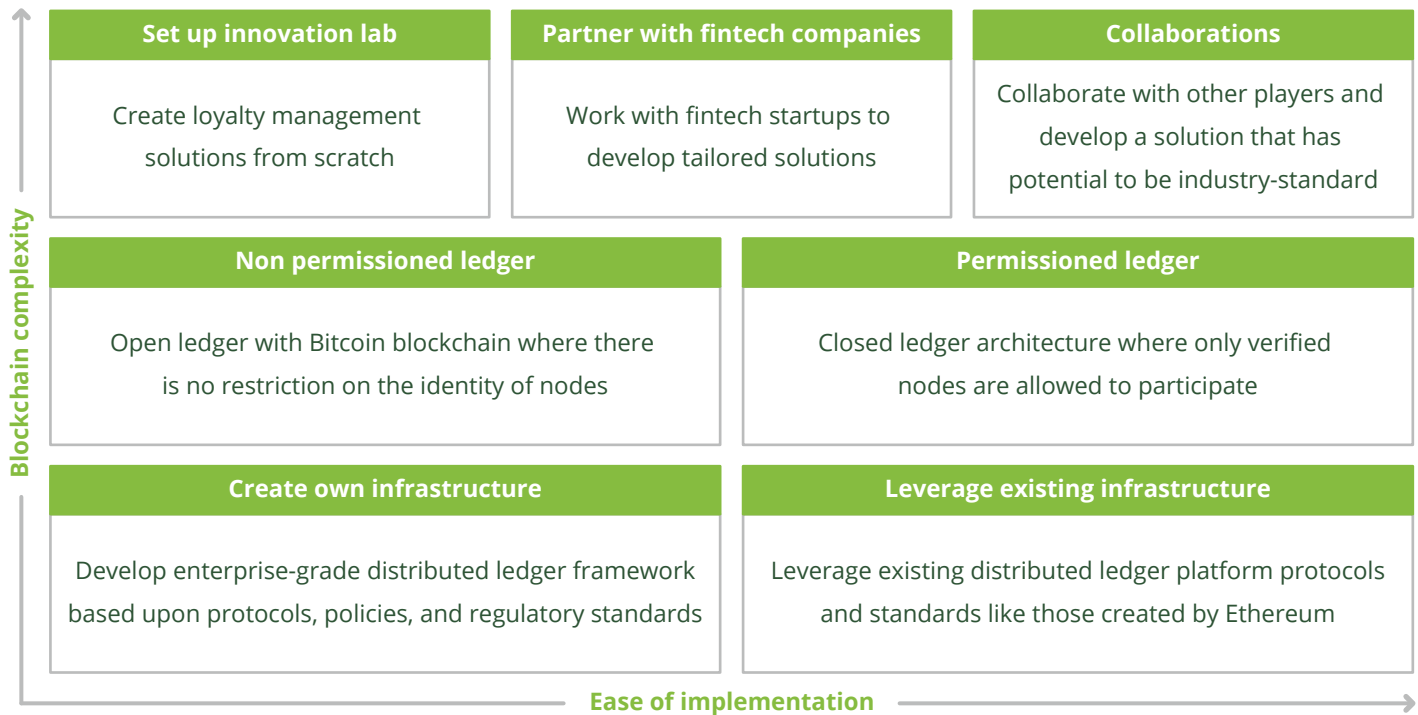 Set up innovation lab
Create loyalty management
solutions from scratch
Partner with fintech companies
Work with fintech startups to
develop tailored solutions
Collaborations
Collaborate with other players and
develop a solution that has
potential to be industry-standard
Non permissioned ledger
Open ledger with Bitcoin blockchain where there
is no restriction on the identity of nodes
Permissioned ledger
Closed ledger architecture where only verified
nodes are allowed to participate
Create own infrastructure
Develop enterprise-grade distributed ledger framework
based upon protocols, policies, and regulatory standards
Leverage existing infrastructure
Leverage existing distributed ledger platform protocols
and standards like those created by Ethereum
Blockchain complexity
Ease of implementation